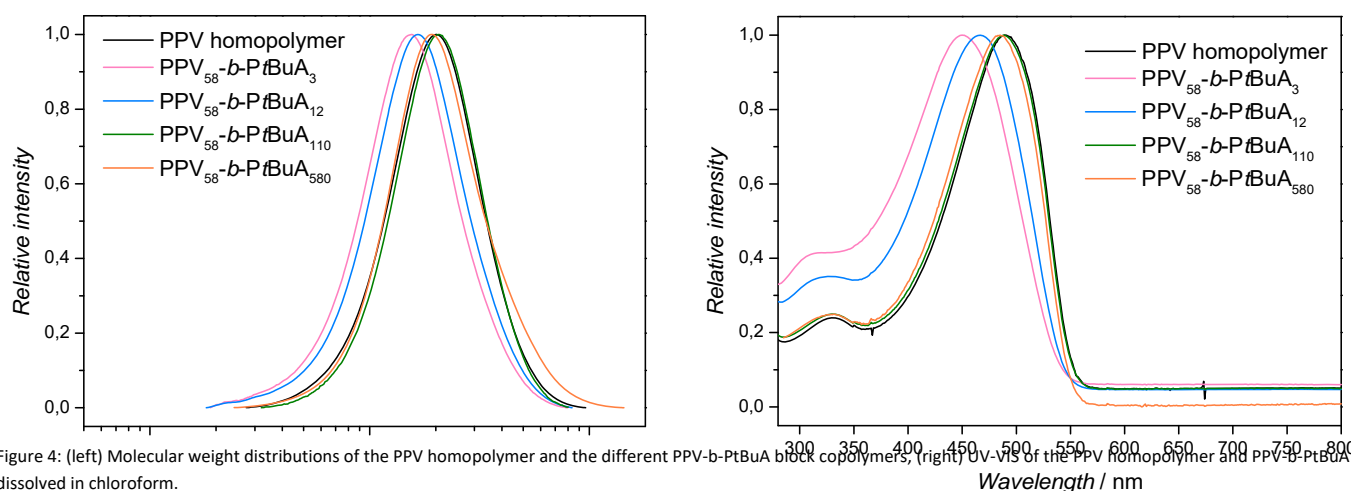 1,0
0,8
0,6
0,4
0,2
0,0
Relative intensity
PPV homopolymer
PPV58-b-PtBuA3
PPV58-b-PtBuA12
PPV58-b-PtBuA110
PPV58-b-PtBuA580
1,0
0,8
0,6
0,4
0,2
0,0
Relative intensity
PPV homopolymer
PPV58-b-PtBuA3
PPV58-b-PtBuA12
PPV58-b-PtBuA110
PPV58-b-PtBuA580
300 350 400 450 500 550 600 650 700 750 800
Wavelength / nm
Figure 4: (left) Molecular weight distributions of the PPV homopolymer and the different PPV-b-PtBuA block copolymers, (right) UV-VIS of the PPV homopolymer and PPV-b-PtBuA
dissolved in chloroform.